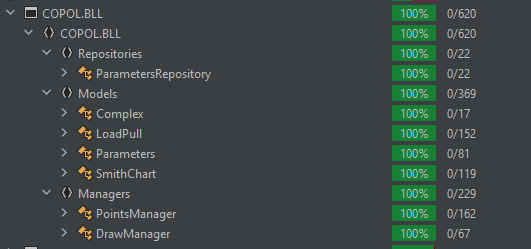 COPOL.BLL 100% 0/620
COPOL.BLL 100% 0/620
Repositories 100% 0/22
ParametersRepository 100% 0/22
Models 100% 0/369
Complex 100% 0/17
LoadPull 100% 0/152
Parameters 100% 0/81
SmithChart 100% 0/119
Managers 100% 0/229
PointsManager 100% 0/162
DrawManager 100% 0/67